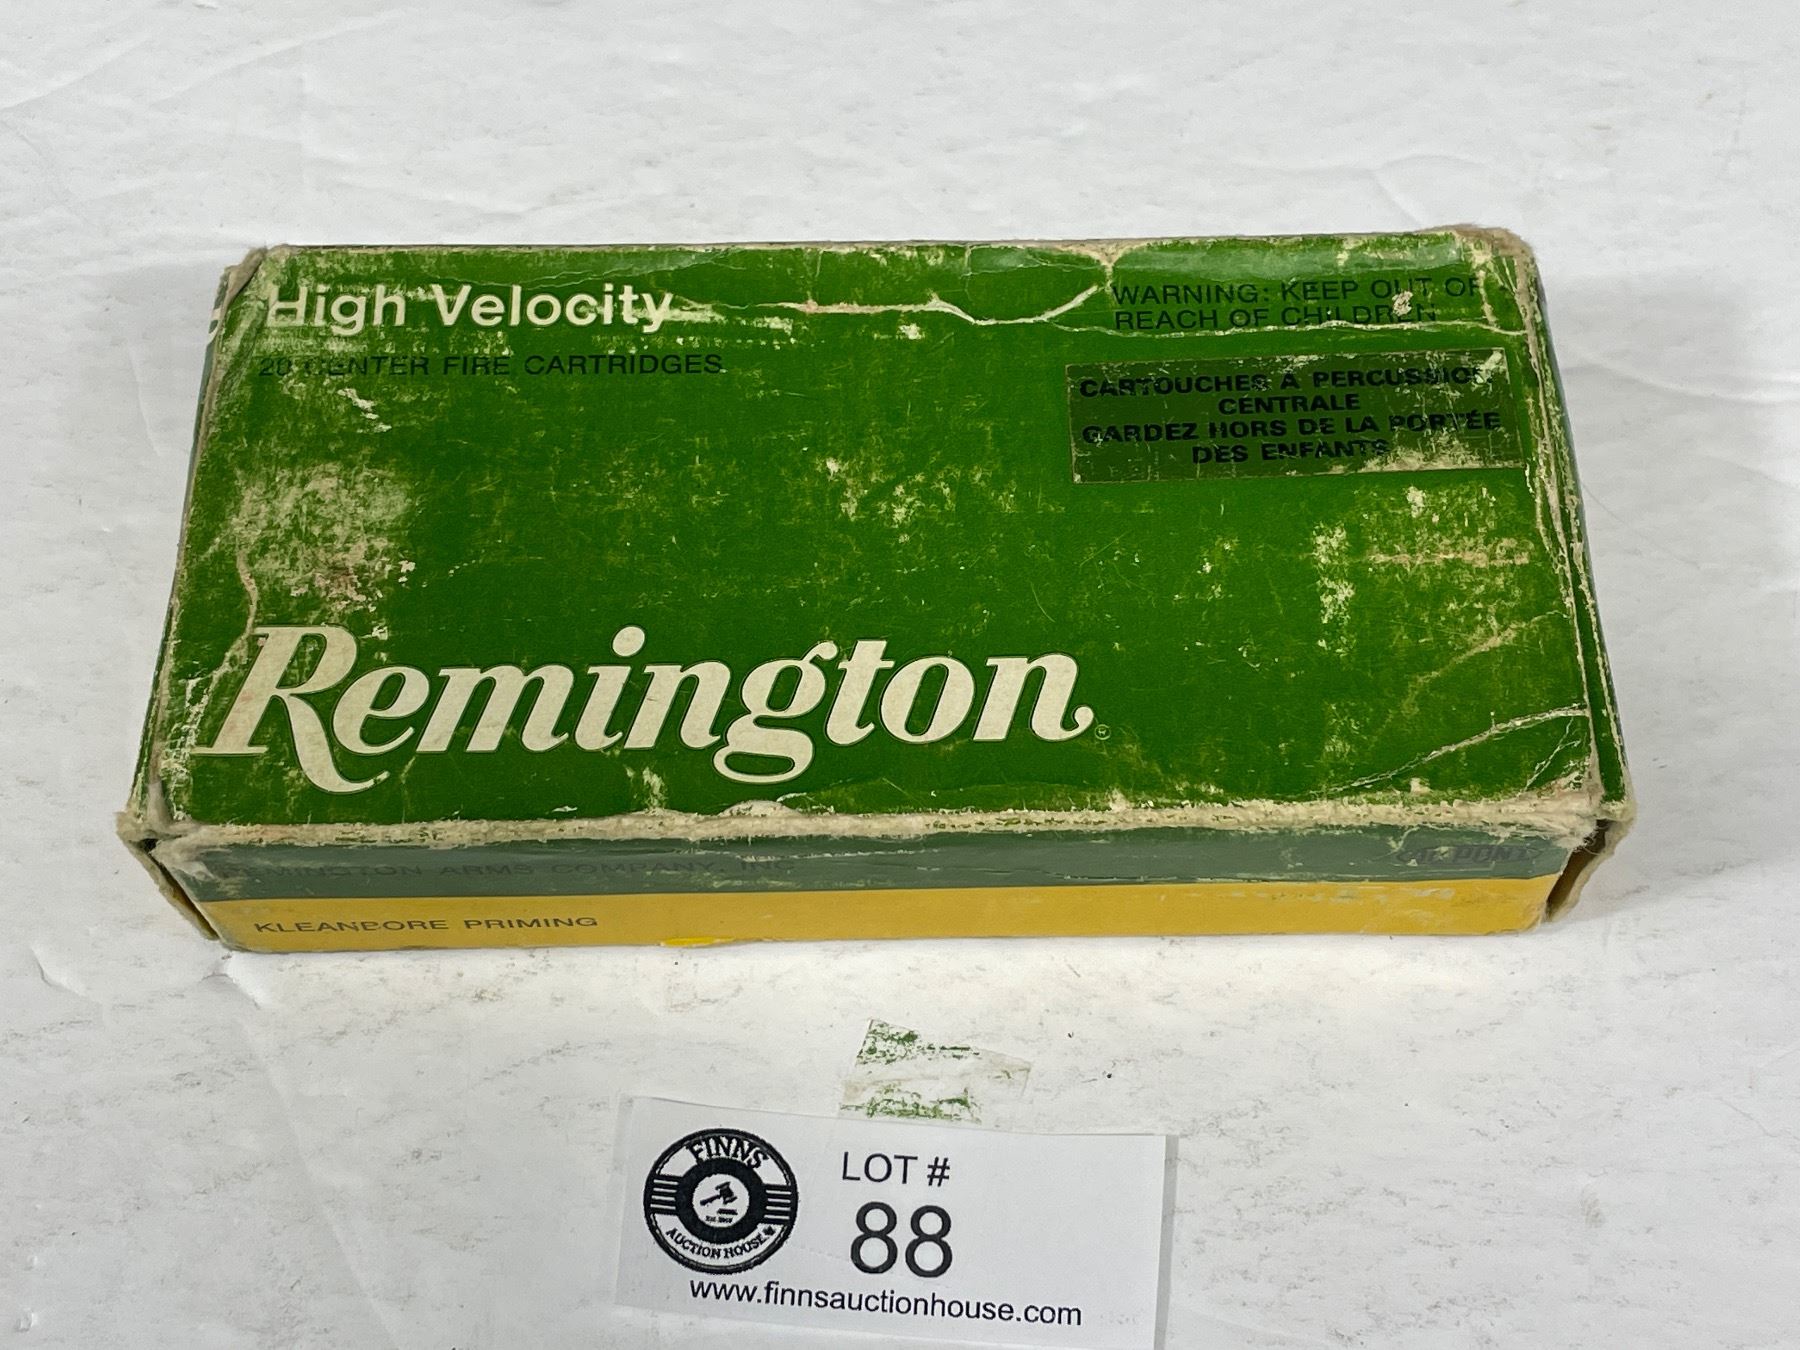 High Velocity
20 CENTER FIRE CARTRIDGES
WARNING: KEEP OUT OF
REACH OF CHILDREN
CARTOUCHES À PERCUSSION
CENTRALE
GARDEZ HORS DE LA PORTÉE
DES ENFANTS
Remington
REMINGTON ARMS COMPANY, INC
DU PONT
KLEANBORE PRIMING
FINNS
AUCTION HOUSE
LOT #
88
www.finnsauctionhouse.com